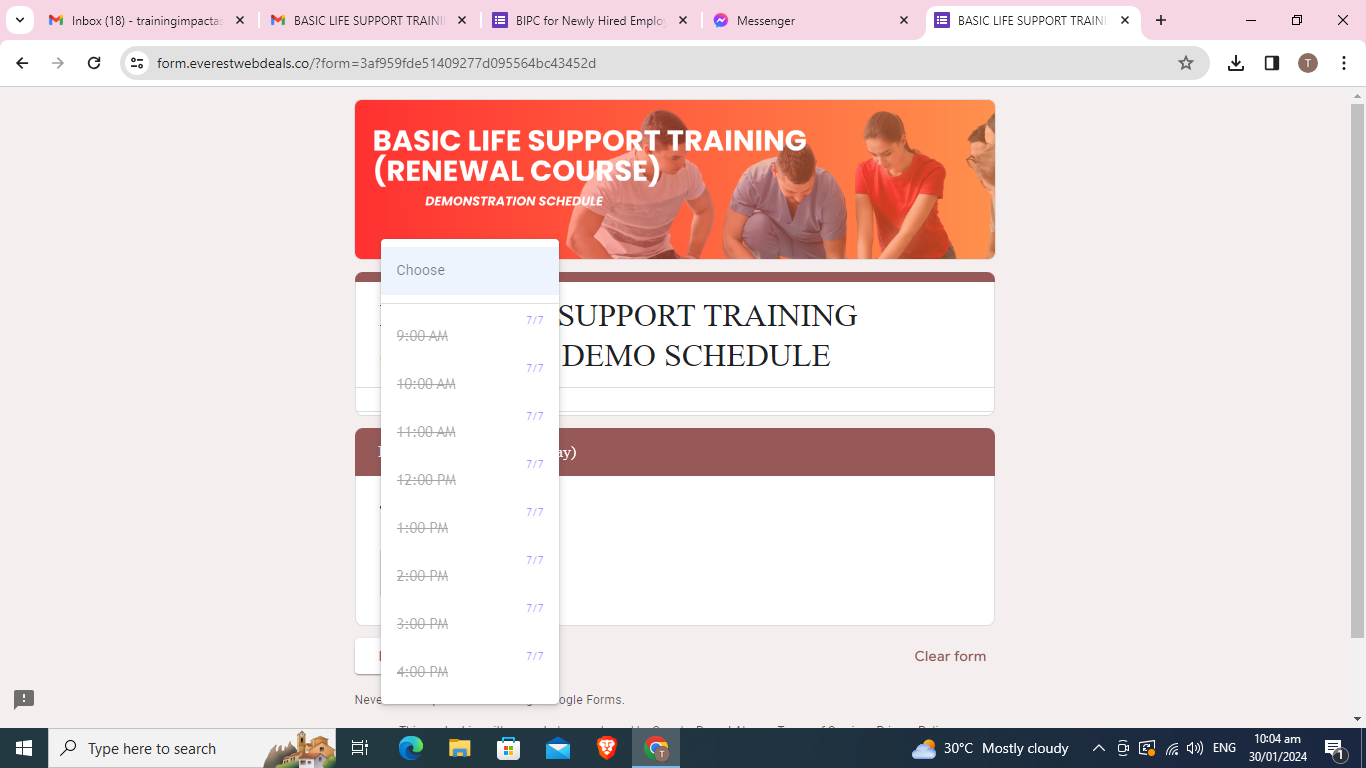 Inbox (18) - trainingimpactas
BASIC LIFE SUPPORT TRAINI
BIPC for Newly Hired Emplo
Messenger
BASIC LIFE SUPPORT TRAINI
form.everestwebdeals.co/?form=3af959fde51409277d095564bc43452d
T
BASIC LIFE SUPPORT TRAINING
(RENEWAL COURSE)
DEMONSTRATION SCHEDULE
Choose
SUPPORT TRAINING
DEMO SCHEDULE
7/7
9:00 AM
7/7
10:00 AM
7/7
11:00 AM
ay)
7/7
12:00 PM
7/7
1:00 PM
7/7
2:00 PM
7/7
3:00 PM
7/7
4:00 PM
Clear form
Neve
ogle Forms.
Type here to search
T
30°C Mostly cloudy
ENG
10:04 am
30/01/2024
1